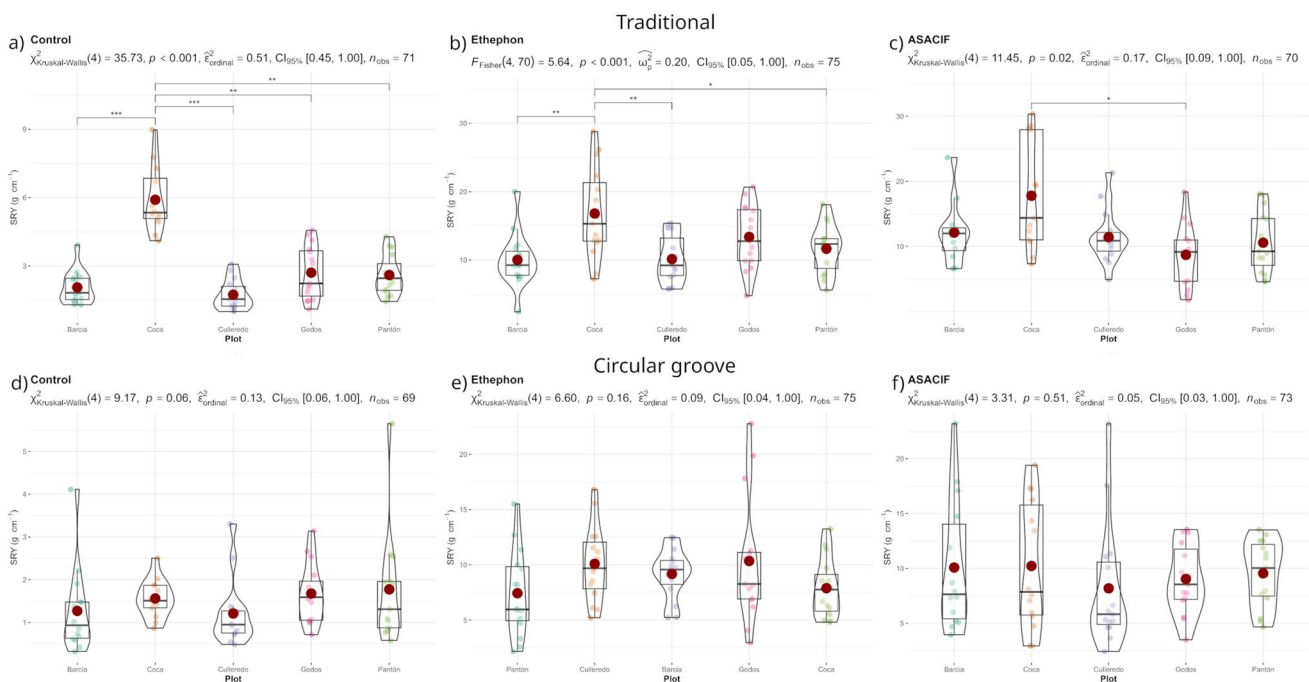 Traditional
a) Control
χ²Kruskal-Wallis(4) = 35.73, p < 0.001, ε̂²ordinal = 0.51, CI95% [0.45, 1.00], nobs = 71
**
**
***
***
9
6
3
SRY (g cm⁻¹)
Barcia Coca Culleredo Godos Pantón
Plot
b) Ethephon
FFisher(4, 70) = 5.64, p < 0.001, ω̂²p = 0.20, CI95% [0.05, 1.00], nobs = 75
*
**
**
30
20
10
SRY (g cm⁻¹)
Barcia Coca Culleredo Godos Pantón
Plot
c) ASACIF
χ²Kruskal-Wallis(4) = 11.45, p = 0.02, ε̂²ordinal = 0.17, CI95% [0.09, 1.00], nobs = 70
*
30
20
10
SRY (g cm⁻¹)
Barcia Coca Culleredo Godos Pantón
Plot
Circular groove
d) Control
χ²Kruskal-Wallis(4) = 9.17, p = 0.06, ε̂²ordinal = 0.13, CI95% [0.06, 1.00], nobs = 69
5
4
3
2
1
SRY (g cm⁻¹)
Barcia Coca Culleredo Godos Pantón
Plot
e) Ethephon
χ²Kruskal-Wallis(4) = 6.60, p = 0.16, ε̂²ordinal = 0.09, CI95% [0.04, 1.00], nobs = 75
20
15
10
5
SRY (g cm⁻¹)
Pantón Culleredo Barcia Godos Coca
Plot
f) ASACIF
χ²Kruskal-Wallis(4) = 3.31, p = 0.51, ε̂²ordinal = 0.05, CI95% [0.03, 1.00], nobs = 73
20
15
10
5
SRY (g cm⁻¹)
Barcia Coca Culleredo Godos Pantón
Plot